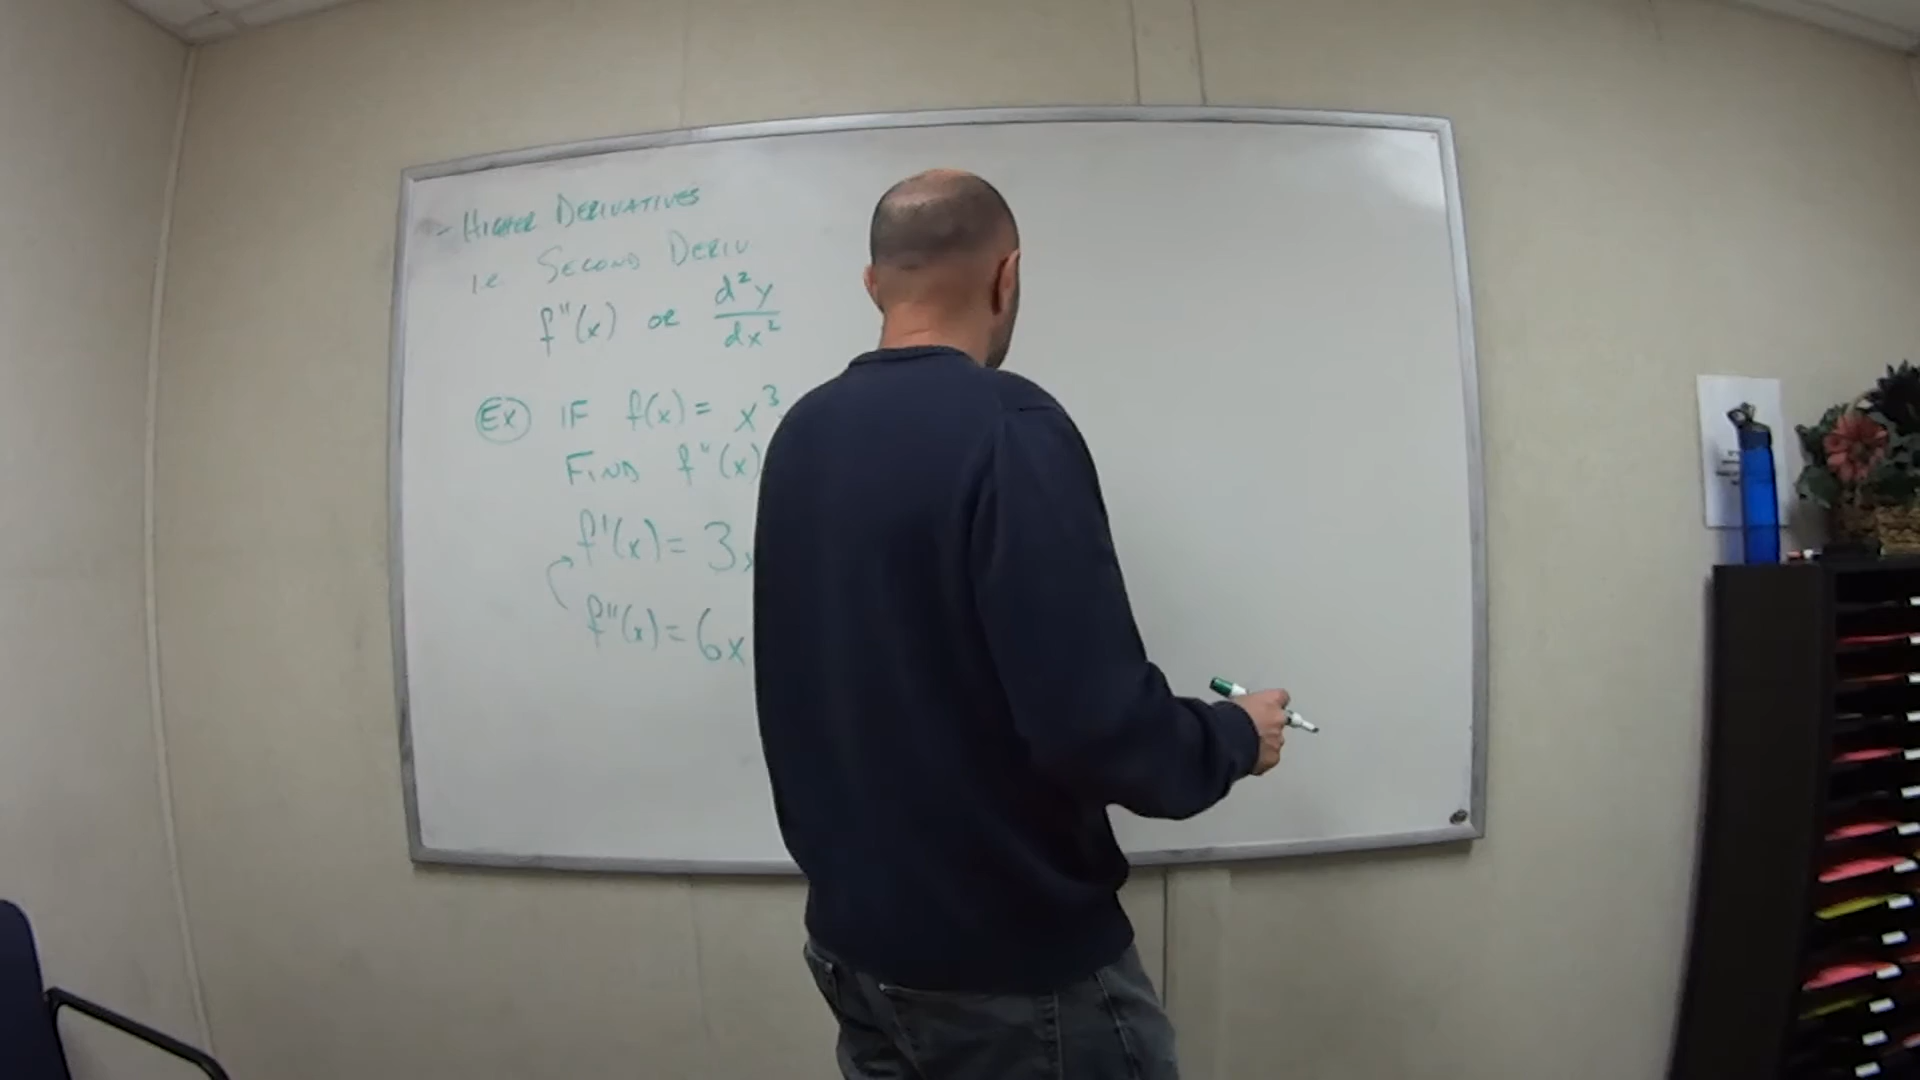 - HIGHER DERIVATIVES
ie SECOND DERIV
f"(x) or d²y/dx²
Ex IF f(x) = x³
FIND f"(x)
f'(x) = 3x
f"(x) = 6x